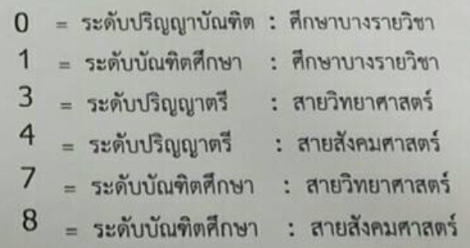 0 = ระดับปริญญาบัณฑิต : ศึกษาบางรายวิชา
1 = ระดับบัณฑิตศึกษา : ศึกษาบางรายวิชา
3 = ระดับปริญญาตรี : สายวิทยาศาสตร์
4 = ระดับปริญญาตรี : สายสังคมศาสตร์
7 = ระดับบัณฑิตศึกษา : สายวิทยาศาสตร์
8 = ระดับบัณฑิตศึกษา : สายสังคมศาสตร์